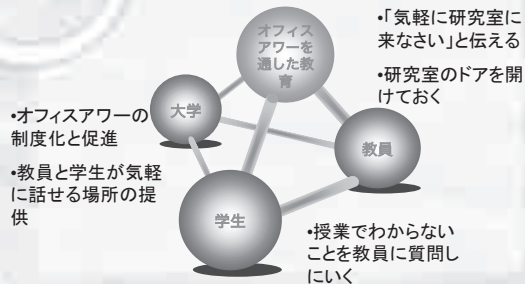 オフィス
アワーを
通した教
育
•「気軽に研究室に
来なさい」と伝える
•研究室のドアを開
けておく
大学
•オフィスアワーの
制度化と促進
•教員と学生が気軽
に話せる場所の提
供
教員
学生
•授業でわからない
ことを教員に質問し
にいく